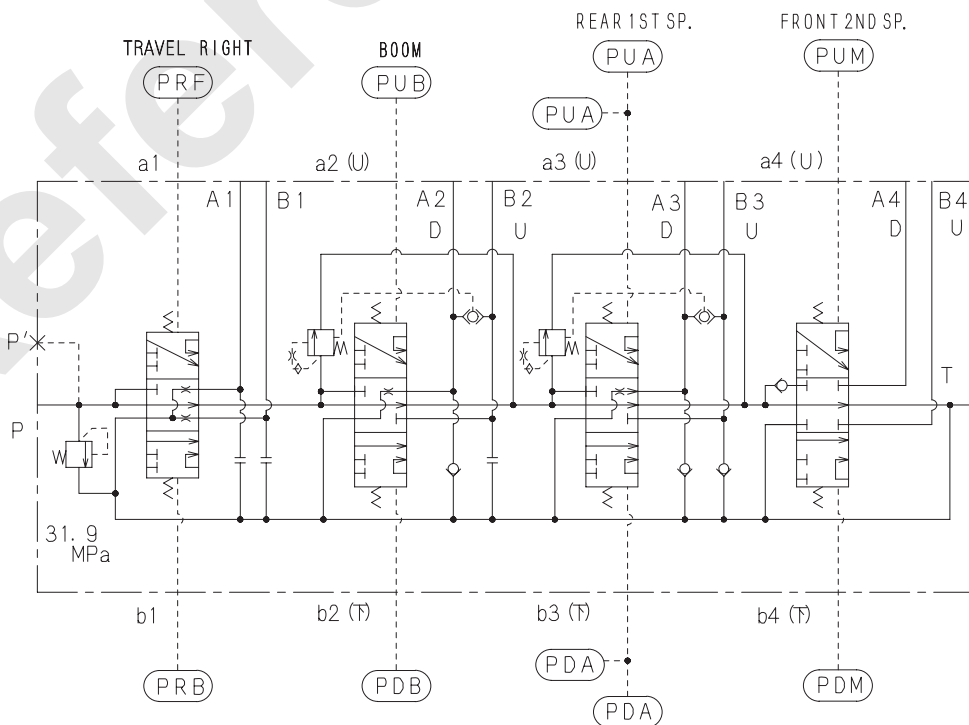 REAR 1ST SP.
FRONT 2ND SP.
TRAVEL RIGHT
BOOM
PRF
PUB
PUA
PUM
PUA
a1
a2 (U)
a3 (U)
a4 (U)
A1
B1
A2
D
B2
U
A3
D
B3
U
A4
D
B4
U
P'
P
T
31. 9
MPa
b1
b2 (T)
b3 (T)
b4 (T)
PDA
PRB
PDB
PDA
PDM
efere